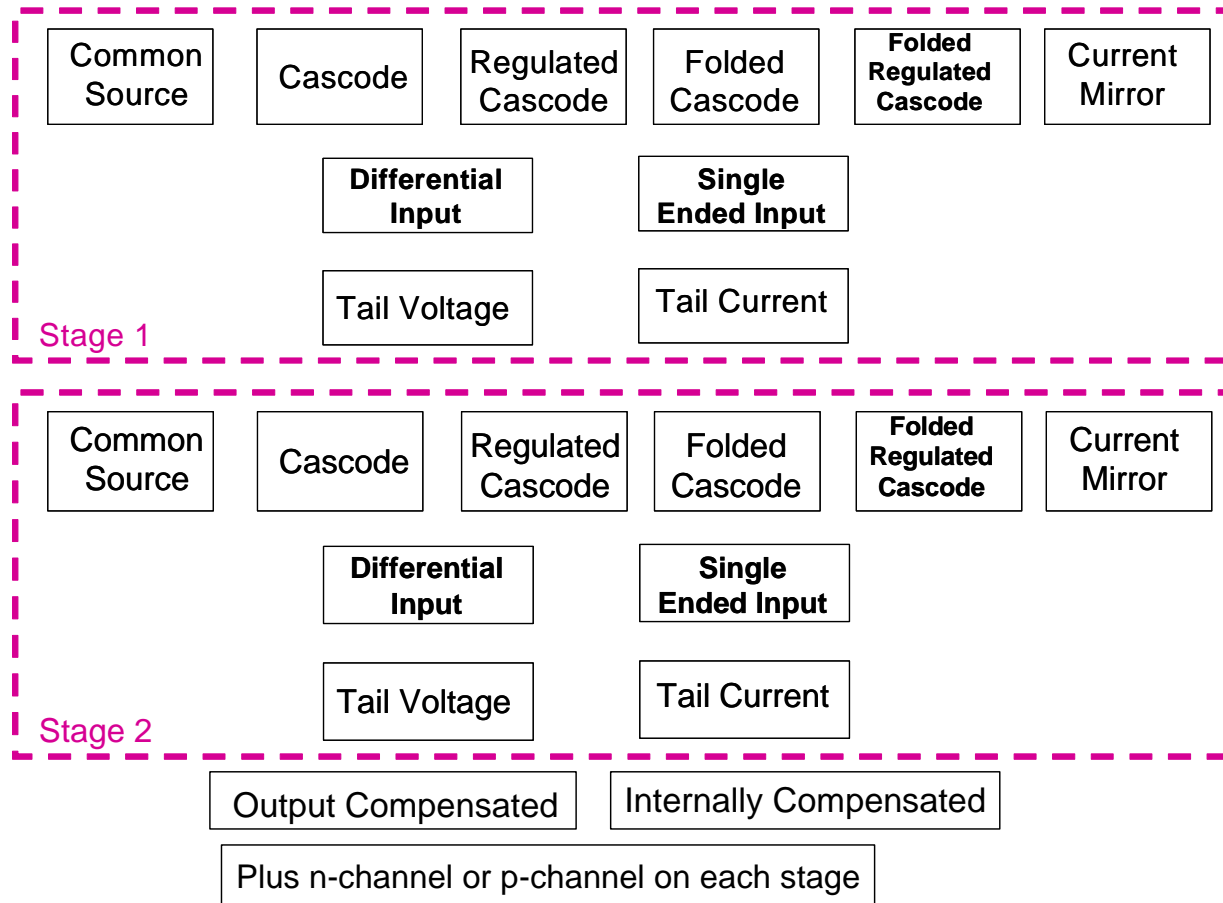 Common
Source
Cascode
Regulated
Cascode
Folded
Cascode
Folded
Regulated
Cascode
Current
Mirror
Differential
Input
Single
Ended Input
Tail Voltage
Tail Current
Stage 1
Common
Source
Cascode
Regulated
Cascode
Folded
Cascode
Folded
Regulated
Cascode
Current
Mirror
Differential
Input
Single
Ended Input
Tail Voltage
Tail Current
Stage 2
Output Compensated
Internally Compensated
Plus n-channel or p-channel on each stage